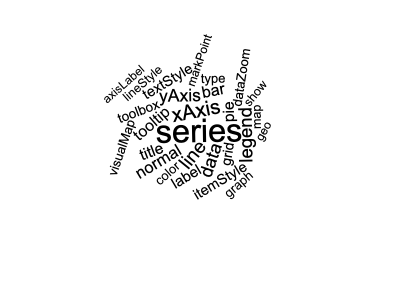 markPoint
axisLabel
lineStyle
textStyle
type
dataZoom
yAxis
bar
show
toolbox
xAxis
pie
map
tooltip
series
legend
geo
visualMap
title
line
data
grid
normal
color
label
itemStyle
graph